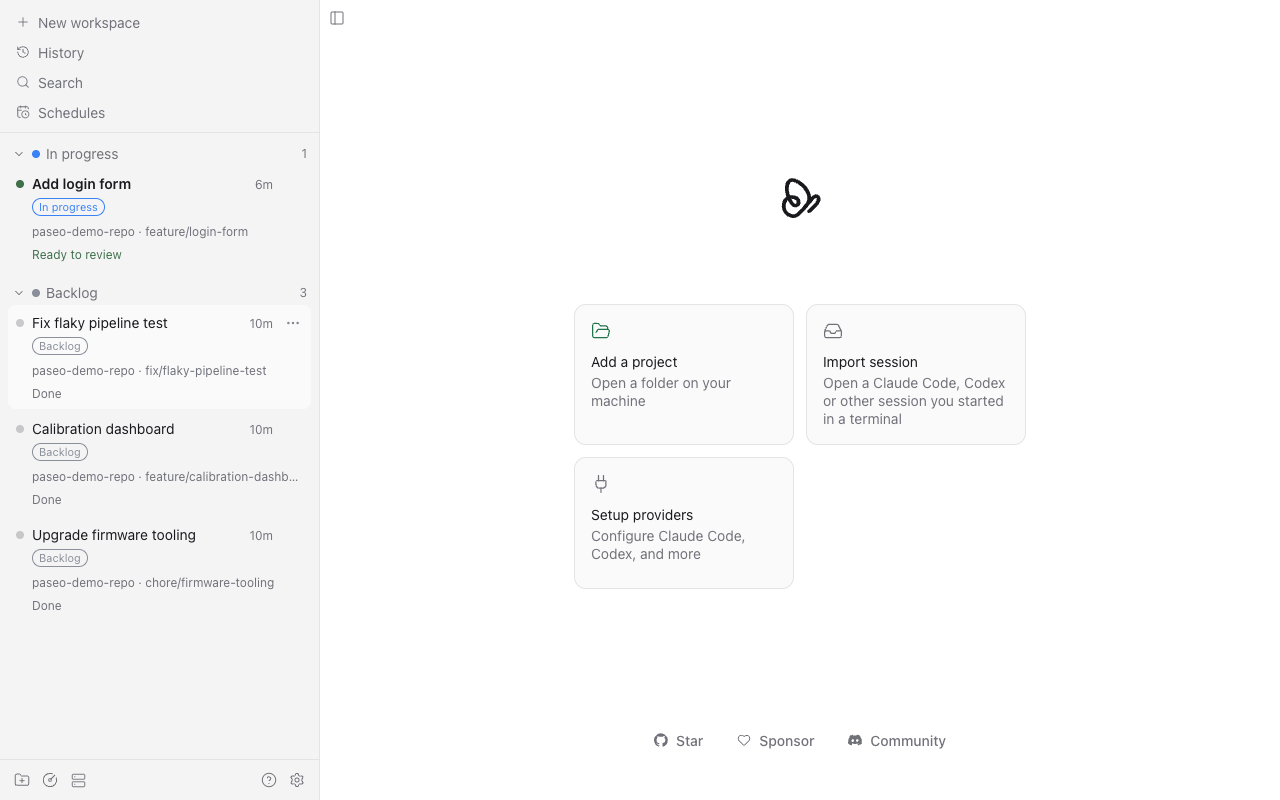 New workspace
History
Search
Schedules
In progress 1
Add login form 6m
In progress
paseo-demo-repo · feature/login-form
Ready to review
Backlog 3
Fix flaky pipeline test 10m
Backlog
paseo-demo-repo · fix/flaky-pipeline-test
Done
Calibration dashboard 10m
Backlog
paseo-demo-repo · feature/calibration-dashb...
Done
Upgrade firmware tooling 10m
Backlog
paseo-demo-repo · chore/firmware-tooling
Done
Add a project
Open a folder on your
machine
Import session
Open a Claude Code, Codex
or other session you started
in a terminal
Setup providers
Configure Claude Code,
Codex, and more
Star
Sponsor
Community